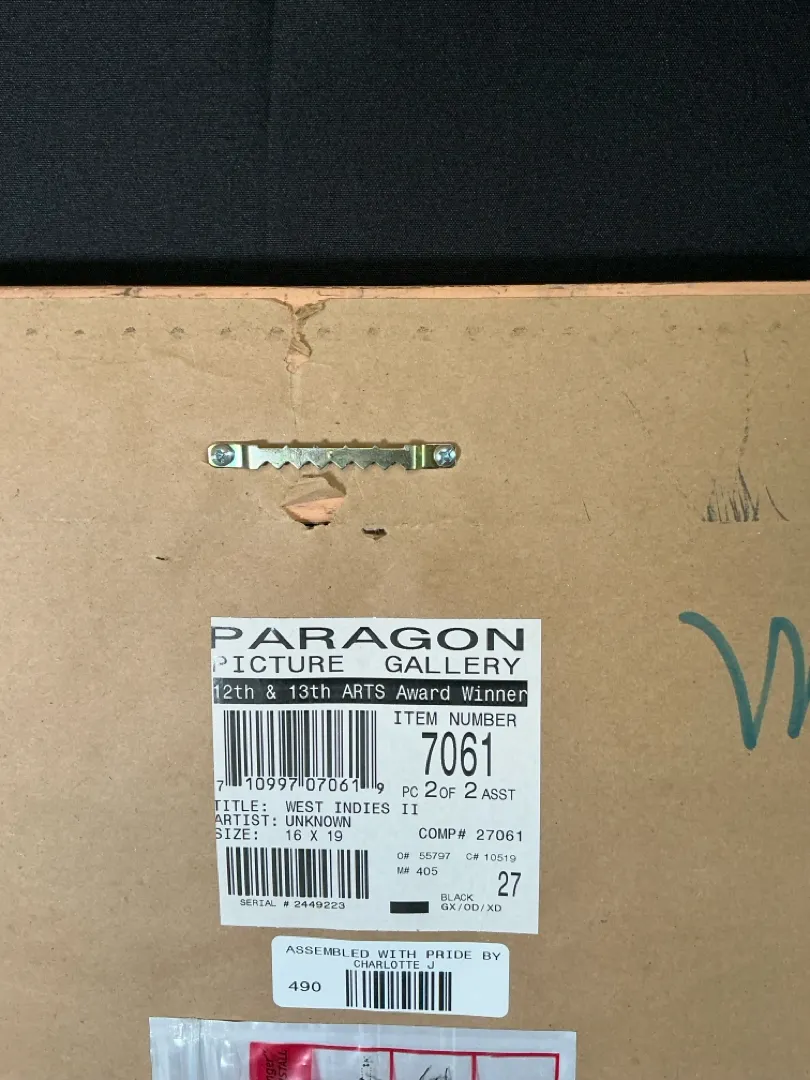 PARAGON
PICTURE GALLERY
12th & 13th ARTS Award Winner
ITEM NUMBER
7061
7 10997 07061 9
PC 2 OF 2 ASST
TITLE: WEST INDIES II
ARTIST: UNKNOWN
SIZE: 16 X 19
COMP# 27061
O# 55797 C# 10519
M# 405
27
SERIAL # 2449223
BLACK
GX/OD/XD
ASSEMBLED WITH PRIDE BY
CHARLOTTE J
490